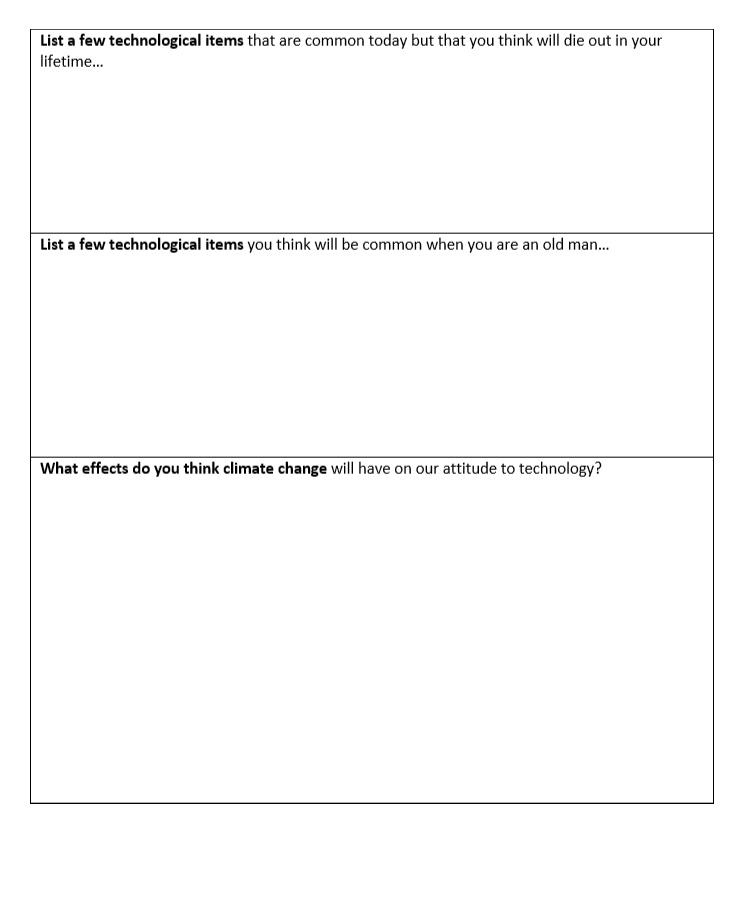 List a few technological items that are common today but that you think will die out in your
lifetime...
List a few technological items you think will be common when you are an old man...
What effects do you think climate change will have on our attitude to technology?